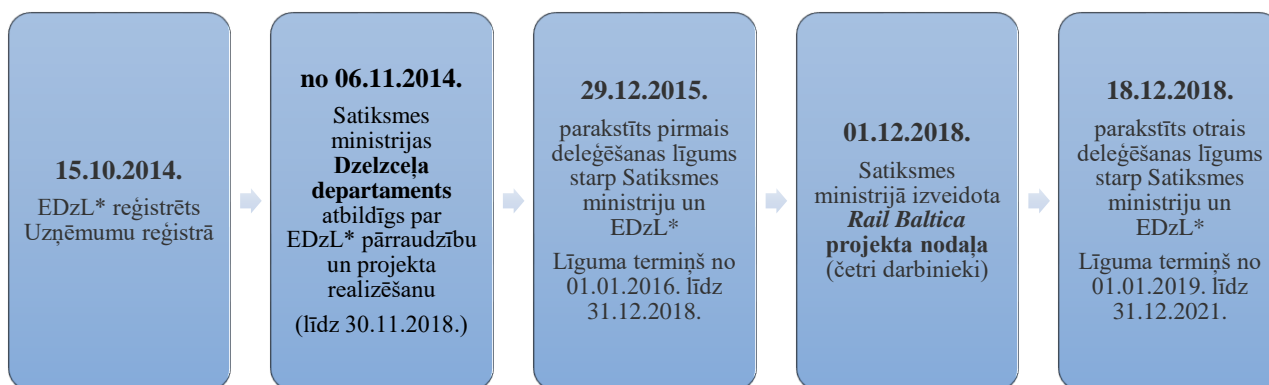 15.10.2014.
EDzL* reģistrēts
Uzņēmumu reģistrā
no 06.11.2014.
Satiksmes
ministrijas
Dzelzceļa
departaments
atbildīgs par
EDzL* pārraudzību
un projekta
realizēšanu
(līdz 30.11.2018.)
29.12.2015.
parakstīts pirmais
deleģēšanas līgums
starp Satiksmes
ministriju un
EDzL*
Līguma termiņš no
01.01.2016. līdz
31.12.2018.
01.12.2018.
Satiksmes
ministrijā izveidota
Rail Baltica
projekta nodaļa
(četri darbinieki)
18.12.2018.
parakstīts otrais
deleģēšanas līgums
starp Satiksmes
ministriju un
EDzL*
Līguma termiņš no
01.01.2019. līdz
31.12.2021.